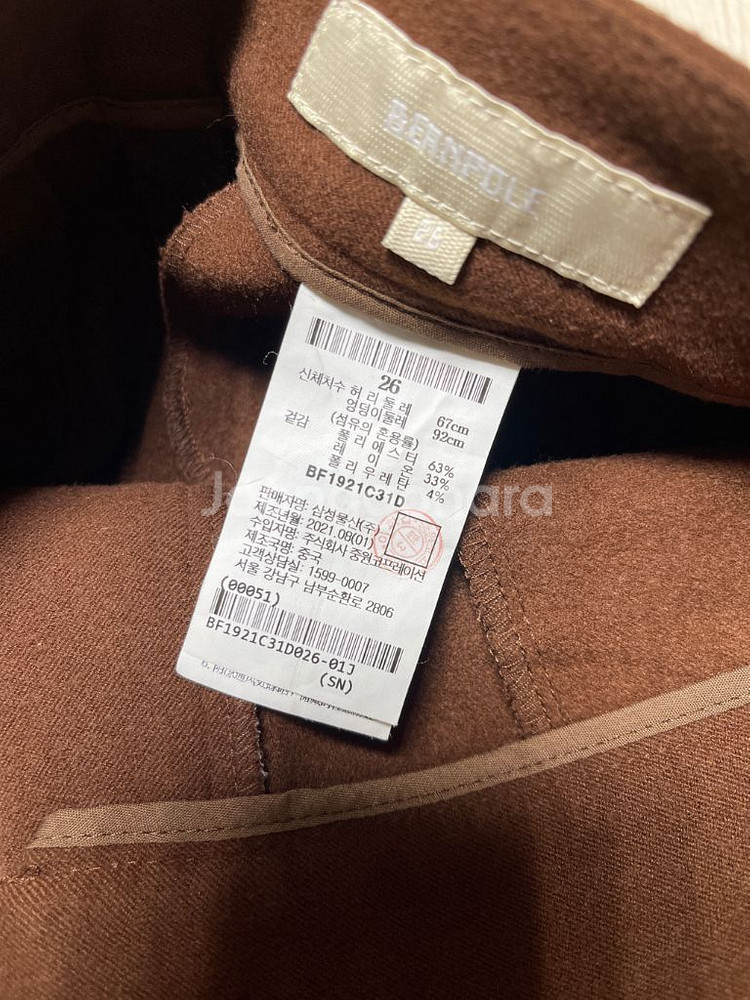 BEANPOLE
26
26
신체치수 허 리 둘 레 67cm
엉덩이둘레 92cm
겉감 (섬유의 혼용률)
폴 리 에 스 터 63%
레 이 온 33%
폴 리 우 레 탄 4%
BF1921C31D
판매자명: 삼성물산(주)
제조년월: 2021.08(01)
수입자명: 주식회사 중원코프레이션
제조국명: 중국
고객상담실: 1599-0007
서울 강남구 남부순환로 2806
(00051)
BF1921C31D026-01J
(SN)